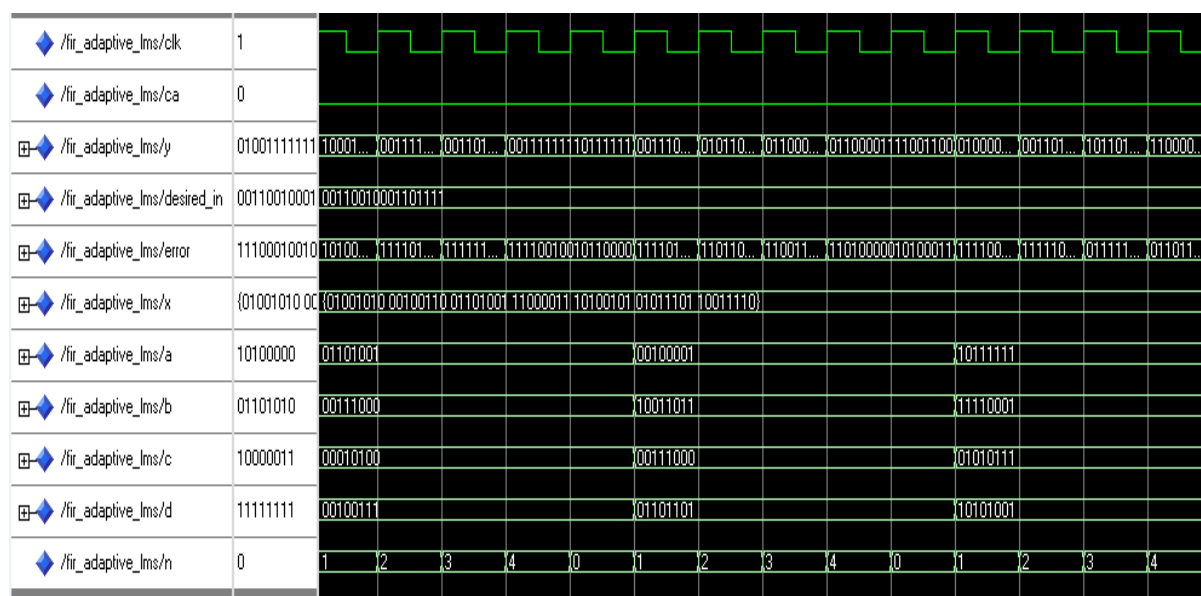 /fir_adaptive_lms/clk 1
/fir_adaptive_lms/ca 0
/fir_adaptive_lms/y 01001111111 10001... 001111... 001101... 00111111110111111 001110... 010110... 011000... 01100001111001100 010000... 001101... 101101... 110000...
/fir_adaptive_lms/desired_in 00110010001 00110010001101111
/fir_adaptive_lms/error 11100010010 10100... 111101... 111111... 11110010010110000 111101... 110110... 110011... 11010000010100011 111100... 111110... 011111... 011011...
/fir_adaptive_lms/x {01001010 00 {01001010 00100110 01101001 11000011 10100101 01011101 10011110}
/fir_adaptive_lms/a 10100000 01101001 00100001 10111111
/fir_adaptive_lms/b 01101010 00111000 10011011 11110001
/fir_adaptive_lms/c 10000011 00010100 00111000 01010111
/fir_adaptive_lms/d 11111111 00100111 01101101 10101001
/fir_adaptive_lms/n 0 1 2 3 4 0 1 2 3 4 0 1 2 3 4